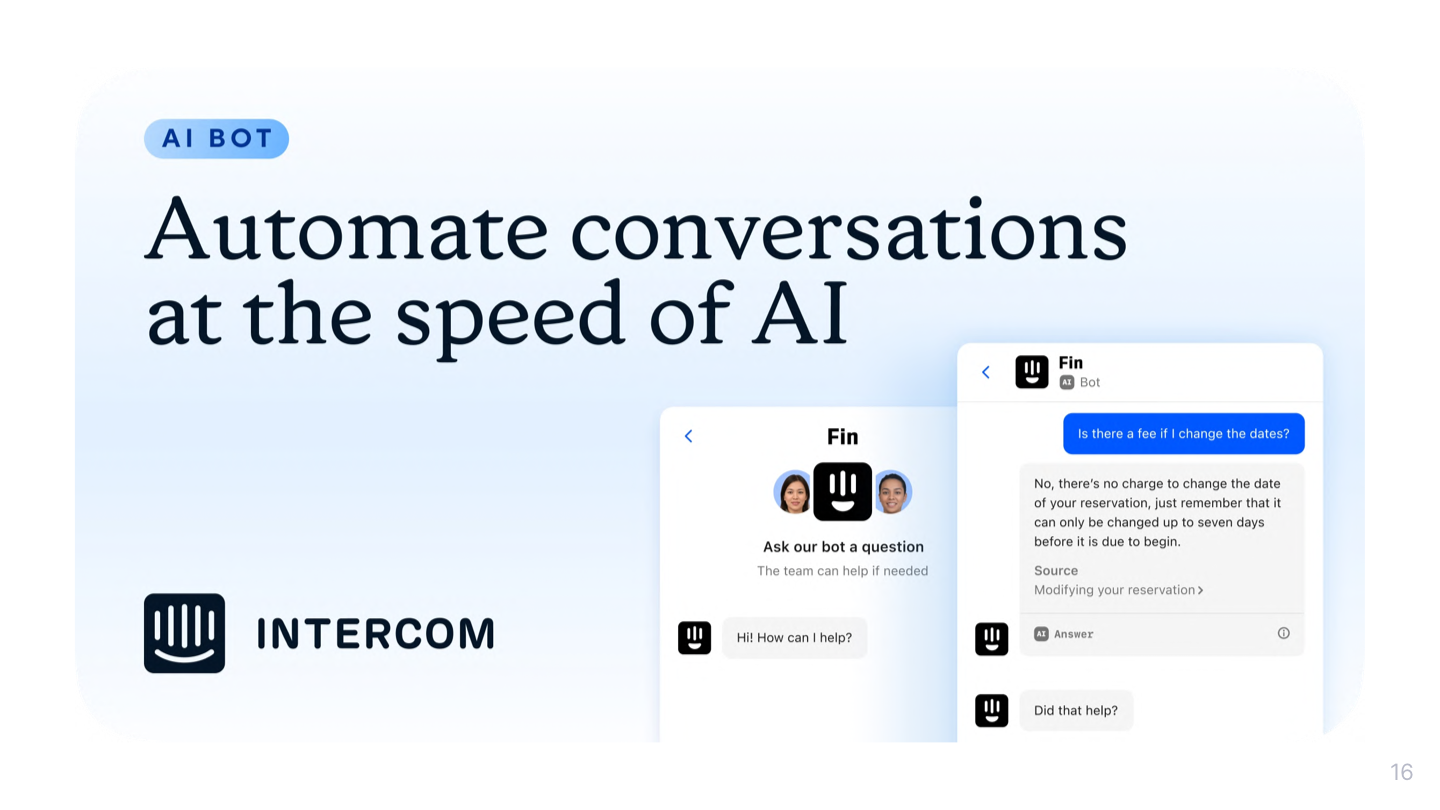 AI BOT
Automate conversations
at the speed of AI
INTERCOM
Fin
Ask our bot a question
The team can help if needed
Hi! How can I help?
Fin
AI Bot
Is there a fee if I change the dates?
No, there’s no charge to change the date
of your reservation, just remember that it
can only be changed up to seven days
before it is due to begin.
Source
Modifying your reservation
AI Answer
Did that help?
16